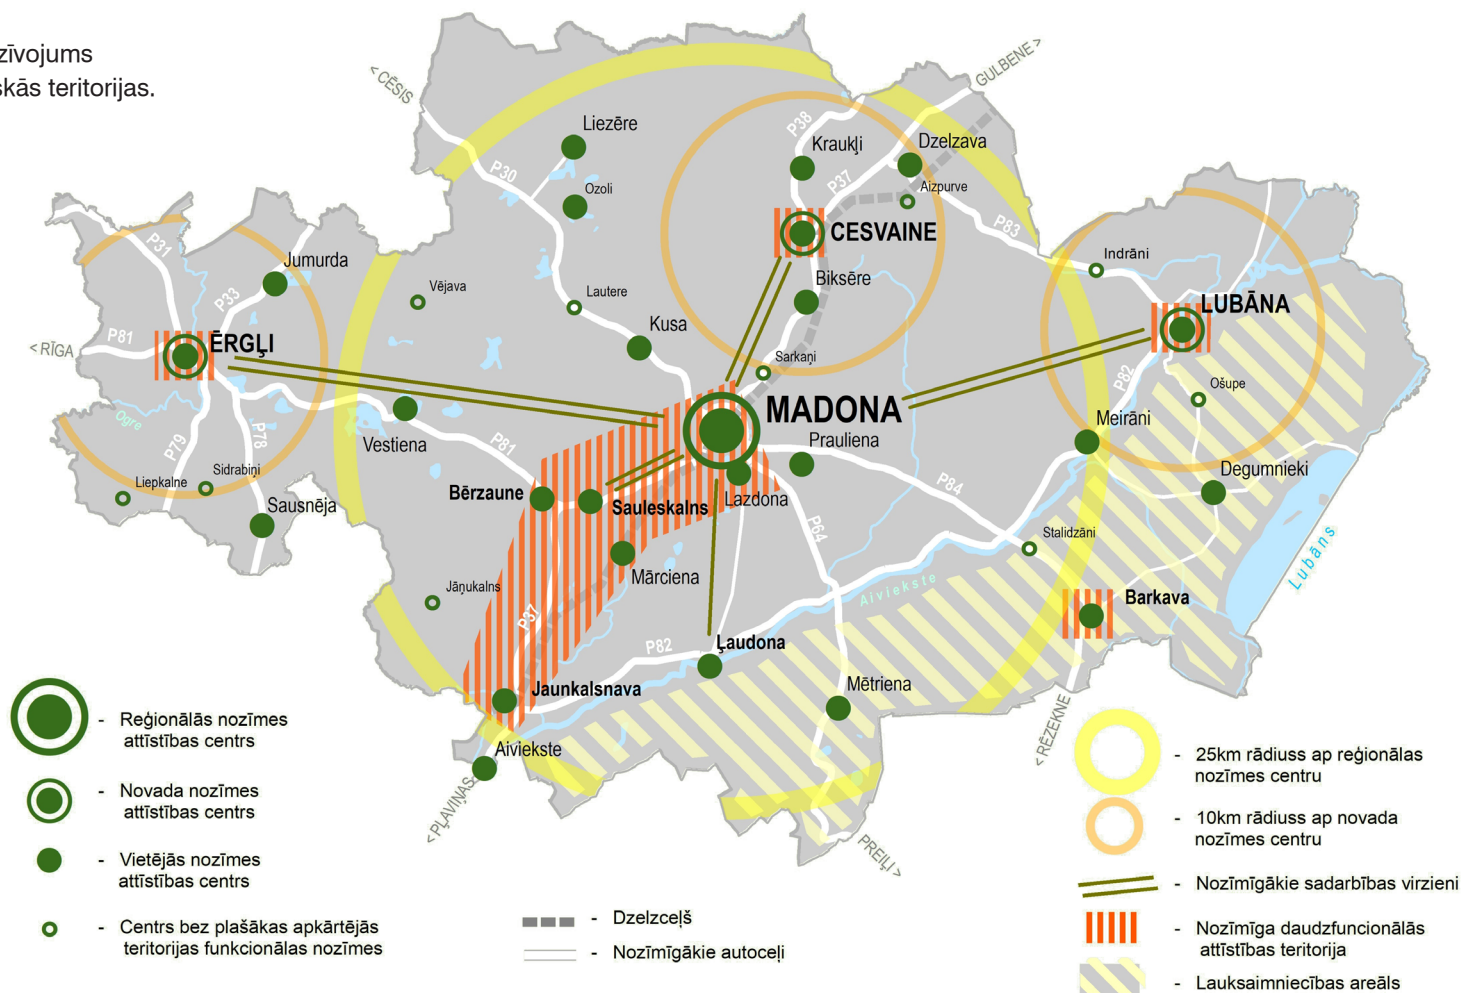 zīvojums
skās teritorijas.
< CĒSIS
GULBENE >
Liezēre
P30
Ozoli
P38
Kraukļi
Dzelzava
P37
Aizpurve
CESVAINE
P83
Indrāni
Biksēre
P31
Jumurda
P33
Vējava
Lautere
Kusa
LUBĀNA
< RĪGA
P81
ĒRGĻI
Sarkaņi
P82
Ošupe
MADONA
Meirāni
Ogre
P79
P78
Vestiena
P81
Prauliena
Liepkalne
Sidrabiņi
Bērzaune
Lazdona
P84
Degumnieki
Sausnēja
Sauleskalns
P64
Stalidzāni
Lubāns
Mārciena
Jāņukalns
Aiviekste
Barkava
P37
P82
Ļaudona
Jaunkalsnava
Mētriena
Aiviekste
< PĻAVIŅAS
< RĒZEKNE
PREIĻI >
- Reģionālās nozīmes
attīstības centrs
- Novada nozīmes
attīstības centrs
- Vietējās nozīmes
attīstības centrs
- Centrs bez plašākas apkārtējās
teritorijas funkcionālas nozīmes
- Dzelzceļš
- Nozīmīgākie autoceļi
- 25km rādiuss ap reģionālas
nozīmes centru
- 10km rādiuss ap novada
nozīmes centru
- Nozīmīgākie sadarbības virzieni
- Nozīmīga daudzfuncionālās
attīstības teritorija
- Lauksaimniecības areāls